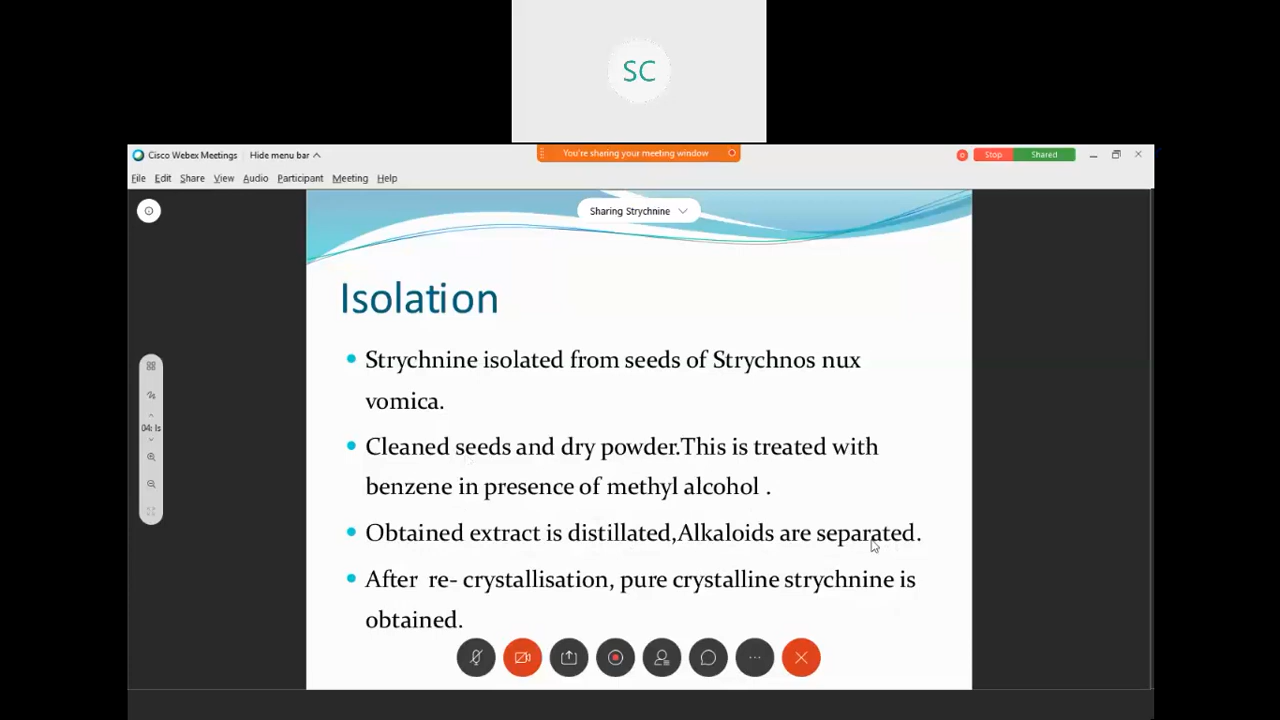 SC
Cisco Webex Meetings Hide menu bar
You're sharing your meeting window
Stop Shared
File Edit Share View Audio Participant Meeting Help
Sharing Strychnine
Isolation
Strychnine isolated from seeds of Strychnos nux
vomica.
Cleaned seeds and dry powder.This is treated with
benzene in presence of methyl alcohol .
Obtained extract is distillated,Alkaloids are separated.
After re- crystallisation, pure crystalline strychnine is
obtained.
04: Is